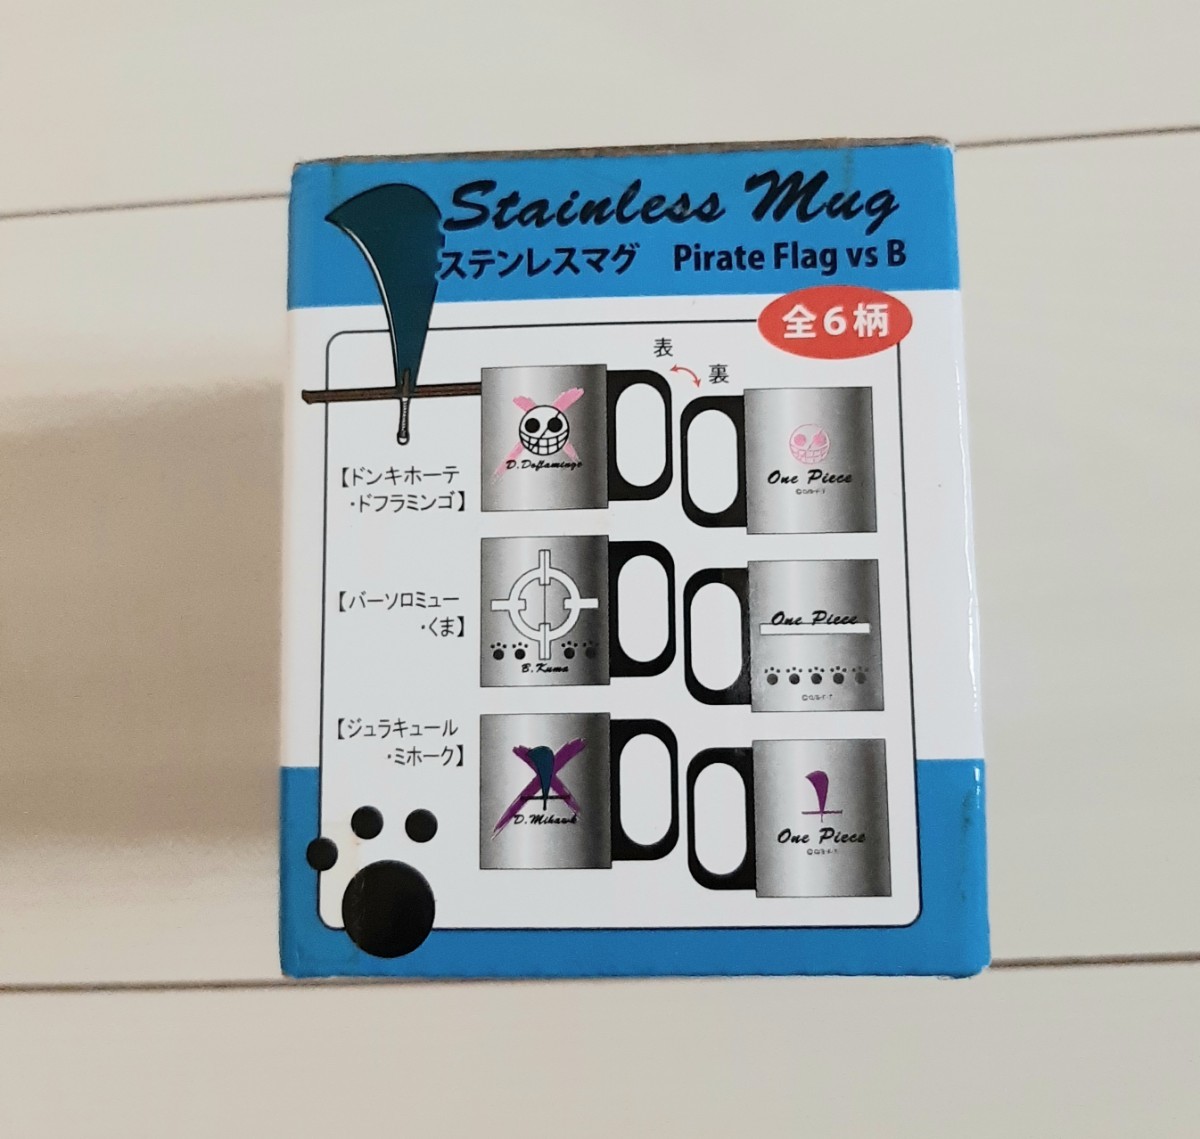 Stainless Mug
ステンレスマグ Pirate Flag vs B
全6柄
表
裏
【ドンキホーテ
・ドフラミンゴ】
D.Doflamingo
One Piece
【バーソロミュー
・くま】
B.Kuma
One Piece
【ジュラキュール
・ミホーク】
D.Mihawk
One Piece